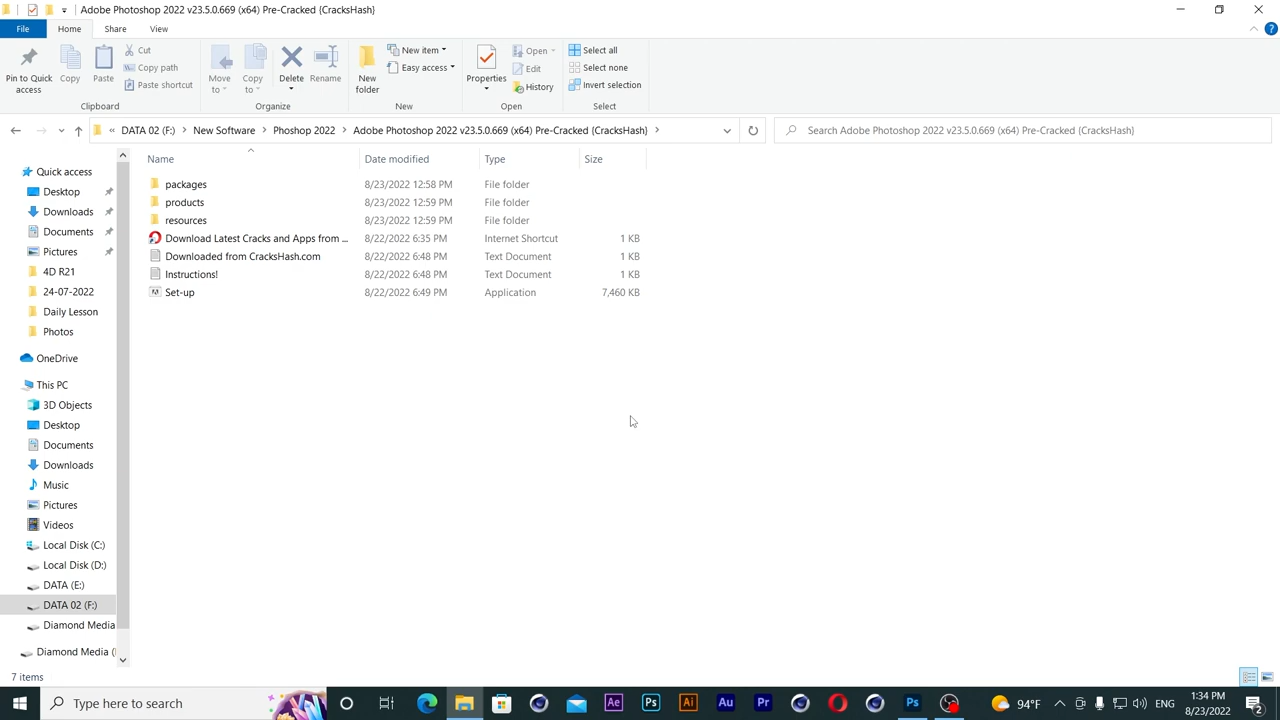 Adobe Photoshop 2022 v23.5.0.669 (x64) Pre-Cracked {CracksHash}
File Home Share View
Pin to Quick access
Copy
Paste
Cut
Copy path
Paste shortcut
Clipboard
Move to
Copy to
Delete
Rename
Organize
New folder
New item
Easy access
New
Properties
Open
Edit
History
Open
Select all
Select none
Invert selection
Select
« DATA 02 (F:) > New Software > Phoshop 2022 > Adobe Photoshop 2022 v23.5.0.669 (x64) Pre-Cracked {CracksHash} >
Search Adobe Photoshop 2022 v23.5.0.669 (x64) Pre-Cracked {CracksHash}
Quick access
Desktop
Downloads
Documents
Pictures
4D R21
24-07-2022
Daily Lesson
Photos
OneDrive
This PC
3D Objects
Desktop
Documents
Downloads
Music
Pictures
Videos
Local Disk (C:)
Local Disk (D:)
DATA (E:)
DATA 02 (F:)
Diamond Media
Diamond Media (
Name Date modified Type Size
packages 8/23/2022 12:58 PM File folder
products 8/23/2022 12:59 PM File folder
resources 8/23/2022 12:59 PM File folder
Download Latest Cracks and Apps from ... 8/22/2022 6:35 PM Internet Shortcut 1 KB
Downloaded from CracksHash.com 8/22/2022 6:48 PM Text Document 1 KB
Instructions! 8/22/2022 6:48 PM Text Document 1 KB
Set-up 8/22/2022 6:49 PM Application 7,460 KB
7 items
Type here to search
Ae
Ps
Ai
Au
Pr
Ps
94°F
1:34 PM
8/23/2022
2